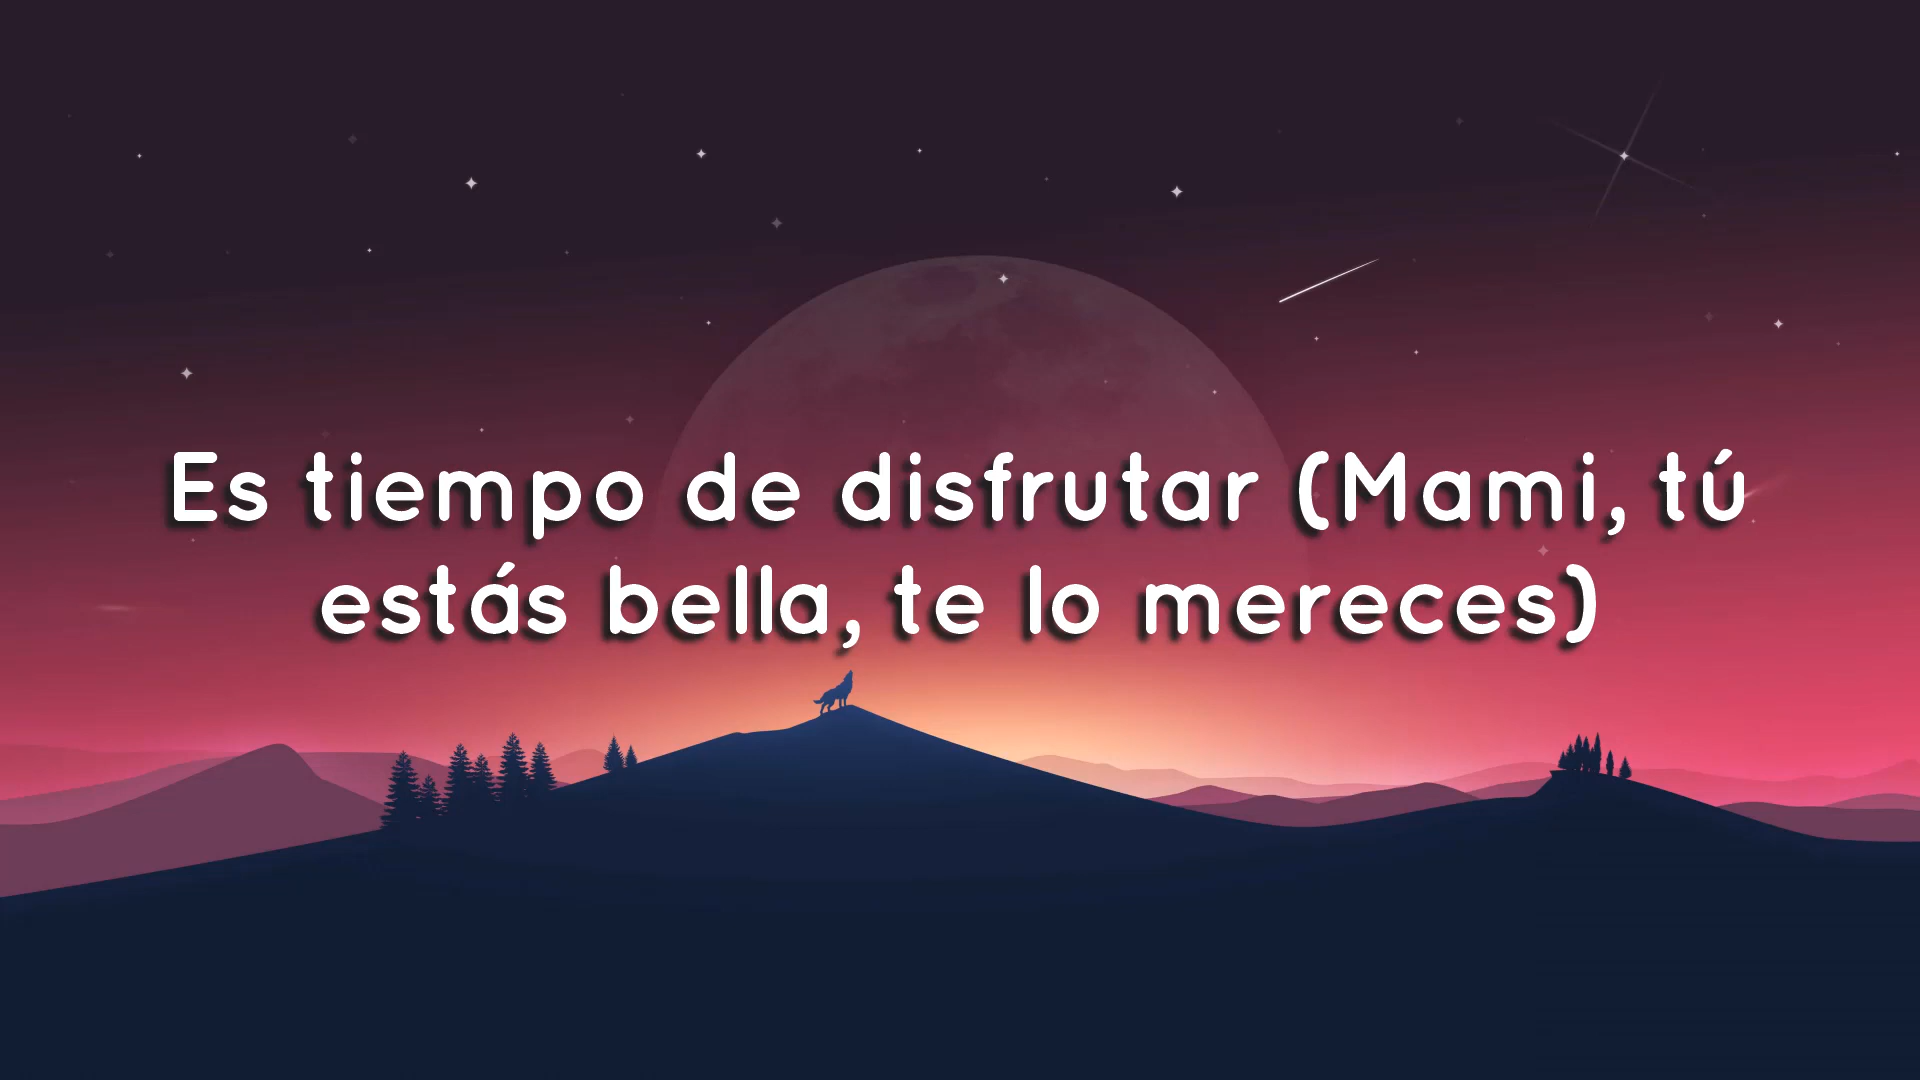 Es tiempo de disfrutar (Mami, tú
estás bella, te lo mereces)